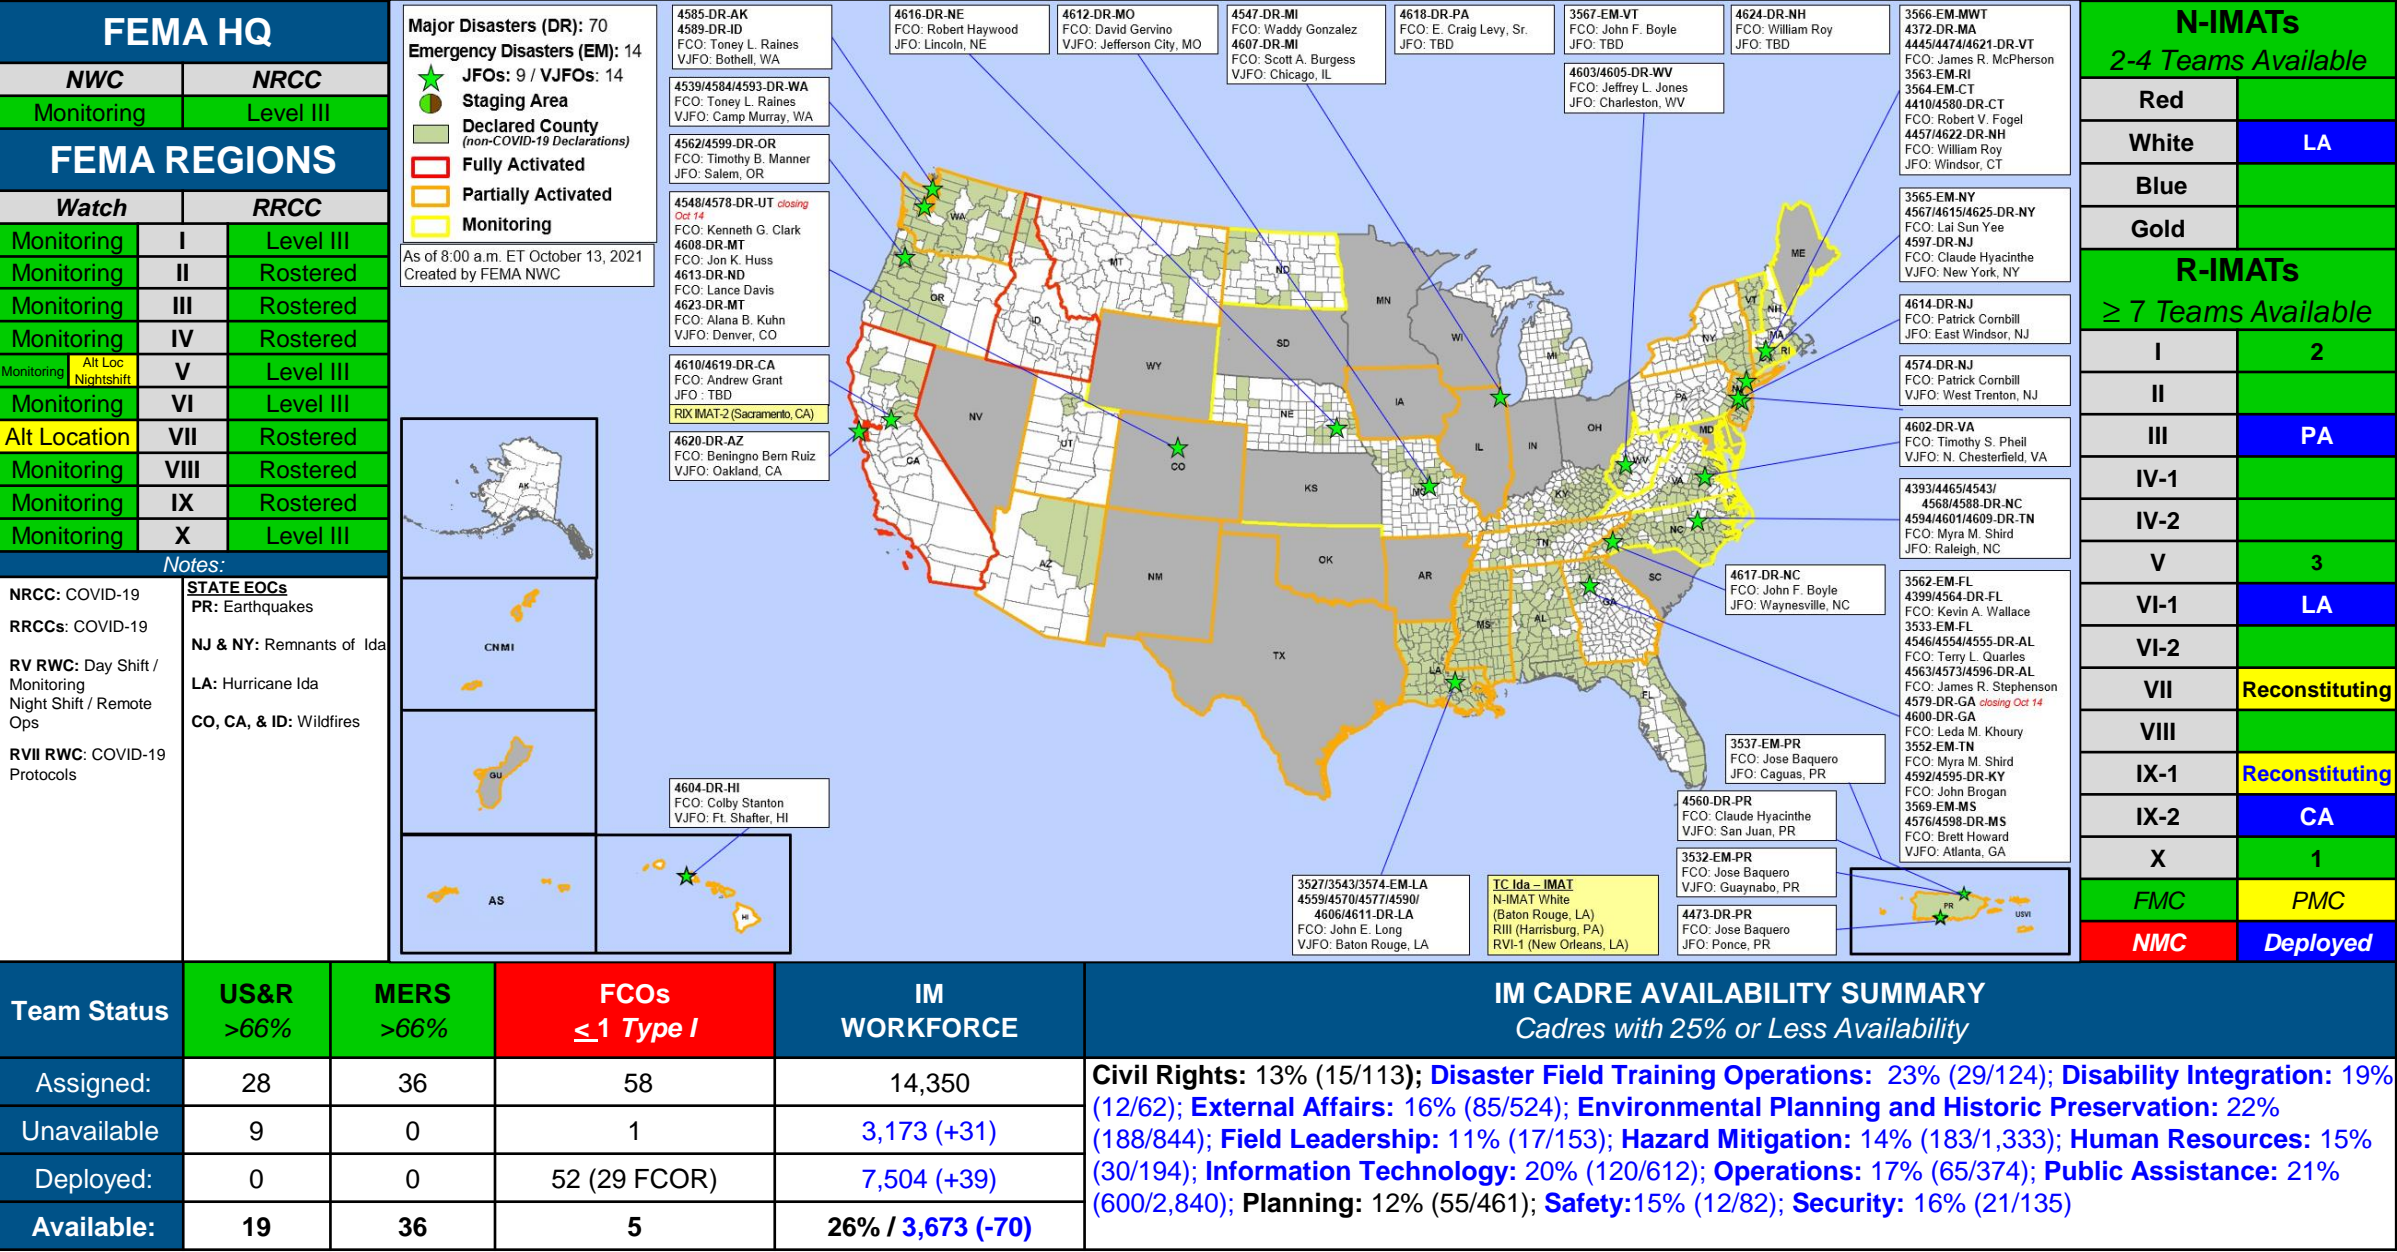 FEMA HQ
NWC NRCC
Monitoring Level III
FEMA REGIONS
Watch RRCC
Monitoring I Level III
Monitoring II Rostered
Monitoring III Rostered
Monitoring IV Rostered
Monitoring Alt Loc Nightshift V Level III
Monitoring VI Level III
Alt Location VII Rostered
Monitoring VIII Rostered
Monitoring IX Rostered
Monitoring X Level III
Notes:
NRCC: COVID-19
RRCCs: COVID-19
RV RWC: Day Shift /
Monitoring
Night Shift / Remote
Ops
RVII RWC: COVID-19
Protocols
STATE EOCs
PR: Earthquakes
NJ & NY: Remnants of Ida
LA: Hurricane Ida
CO, CA, & ID: Wildfires
Major Disasters (DR): 70
Emergency Disasters (EM): 14
JFOs: 9 / VJFOs: 14
Staging Area
Declared County
(non-COVID-19 Declarations)
Fully Activated
Partially Activated
Monitoring
As of 8:00 a.m. ET October 13, 2021
Created by FEMA NWC
4585-DR-AK
4589-DR-ID
FCO: Toney L. Raines
VJFO: Bothell, WA
4539/4584/4593-DR-WA
FCO: Toney L. Raines
VJFO: Camp Murray, WA
4562/4599-DR-OR
FCO: Timothy B. Manner
JFO: Salem, OR
4548/4578-DR-UT closing
Oct 14
FCO: Kenneth G. Clark
4608-DR-MT
FCO: Jon K. Huss
4613-DR-ND
FCO: Lance Davis
4623-DR-MT
FCO: Alana B. Kuhn
VJFO: Denver, CO
4610/4619-DR-CA
FCO: Andrew Grant
JFO : TBD
RIX IMAT-2 (Sacramento, CA)
4620-DR-AZ
FCO: Beningno Bern Ruiz
VJFO: Oakland, CA
4604-DR-HI
FCO: Colby Stanton
VJFO: Ft. Shafter, HI
4616-DR-NE
FCO: Robert Haywood
JFO: Lincoln, NE
4612-DR-MO
FCO: David Gervino
VJFO: Jefferson City, MO
4547-DR-MI
FCO: Waddy Gonzalez
4607-DR-MI
FCO: Scott A. Burgess
VJFO: Chicago, IL
4618-DR-PA
FCO: E. Craig Levy, Sr.
JFO: TBD
3567-EM-VT
FCO: John F. Boyle
JFO: TBD
4624-DR-NH
FCO: William Roy
JFO: TBD
4603/4605-DR-WV
FCO: Jeffrey L. Jones
JFO: Charleston, WV
3566-EM-MWT
4372-DR-MA
4445/4474/4621-DR-VT
FCO: James R. McPherson
3563-EM-RI
3564-EM-CT
4410/4580-DR-CT
FCO: Robert V. Fogel
4457/4622-DR-NH
FCO: William Roy
JFO: Windsor, CT
3565-EM-NY
4567/4615/4625-DR-NY
FCO: Lai Sun Yee
4597-DR-NJ
FCO: Claude Hyacinthe
VJFO: New York, NY
4614-DR-NJ
FCO: Patrick Cornbill
JFO: East Windsor, NJ
4574-DR-NJ
FCO: Patrick Cornbill
VJFO: West Trenton, NJ
4602-DR-VA
FCO: Timothy S. Pheil
VJFO: N. Chesterfield, VA
4393/4465/4543/
4568/4588-DR-NC
4594/4601/4609-DR-TN
FCO: Myra M. Shird
JFO: Raleigh, NC
4617-DR-NC
FCO: John F. Boyle
JFO: Waynesville, NC
3562-EM-FL
4399/4564-DR-FL
FCO: Kevin A. Wallace
3533-EM-FL
4546/4554/4555-DR-AL
FCO: Terry L. Quarles
4563/4573/4596-DR-AL
FCO: James R. Stephenson
4579-DR-GA closing Oct 14
4600-DR-GA
FCO: Leda M. Khoury
3552-EM-TN
FCO: Myra M. Shird
4592/4595-DR-KY
FCO: John Brogan
3569-EM-MS
4576/4598-DR-MS
FCO: Brett Howard
VJFO: Atlanta, GA
3537-EM-PR
FCO: Jose Baquero
JFO: Caguas, PR
4560-DR-PR
FCO: Claude Hyacinthe
VJFO: San Juan, PR
3532-EM-PR
FCO: Jose Baquero
VJFO: Guaynabo, PR
4473-DR-PR
FCO: Jose Baquero
JFO: Ponce, PR
3527/3543/3574-EM-LA
4559/4570/4577/4590/
4606/4611-DR-LA
FCO: John E. Long
VJFO: Baton Rouge, LA
TC Ida – IMAT
N-IMAT White
(Baton Rouge, LA)
RIII (Harrisburg, PA)
RVI-1 (New Orleans, LA)
WA
OR
ID
MT
ND
MN
WI
MI
SD
WY
NV
UT
CA
AZ
CO
NM
NE
KS
OK
TX
IA
MO
AR
LA
IL
IN
OH
KY
TN
MS
AL
GA
FL
SC
NC
VA
WV
MD
PA
NJ
NY
VT
NH
ME
MA
RI
AK
CNMI
GU
AS
HI
PR
USVI
N-IMATs
2-4 Teams Available
Red
White LA
Blue
Gold
R-IMATs
≥ 7 Teams Available
I 2
II
III PA
IV-1
IV-2
V 3
VI-1 LA
VI-2
VII Reconstituting
VIII
IX-1 Reconstituting
IX-2 CA
X 1
FMC PMC
NMC Deployed
Team Status US&R >66% MERS >66% FCOs ≤ 1 Type I IM WORKFORCE
Assigned: 28 36 58 14,350
Unavailable 9 0 1 3,173 (+31)
Deployed: 0 0 52 (29 FCOR) 7,504 (+39)
Available: 19 36 5 26% / 3,673 (-70)
IM CADRE AVAILABILITY SUMMARY
Cadres with 25% or Less Availability
Civil Rights: 13% (15/113); Disaster Field Training Operations: 23% (29/124); Disability Integration: 19%
(12/62); External Affairs: 16% (85/524); Environmental Planning and Historic Preservation: 22%
(188/844); Field Leadership: 11% (17/153); Hazard Mitigation: 14% (183/1,333); Human Resources: 15%
(30/194); Information Technology: 20% (120/612); Operations: 17% (65/374); Public Assistance: 21%
(600/2,840); Planning: 12% (55/461); Safety:15% (12/82); Security: 16% (21/135)